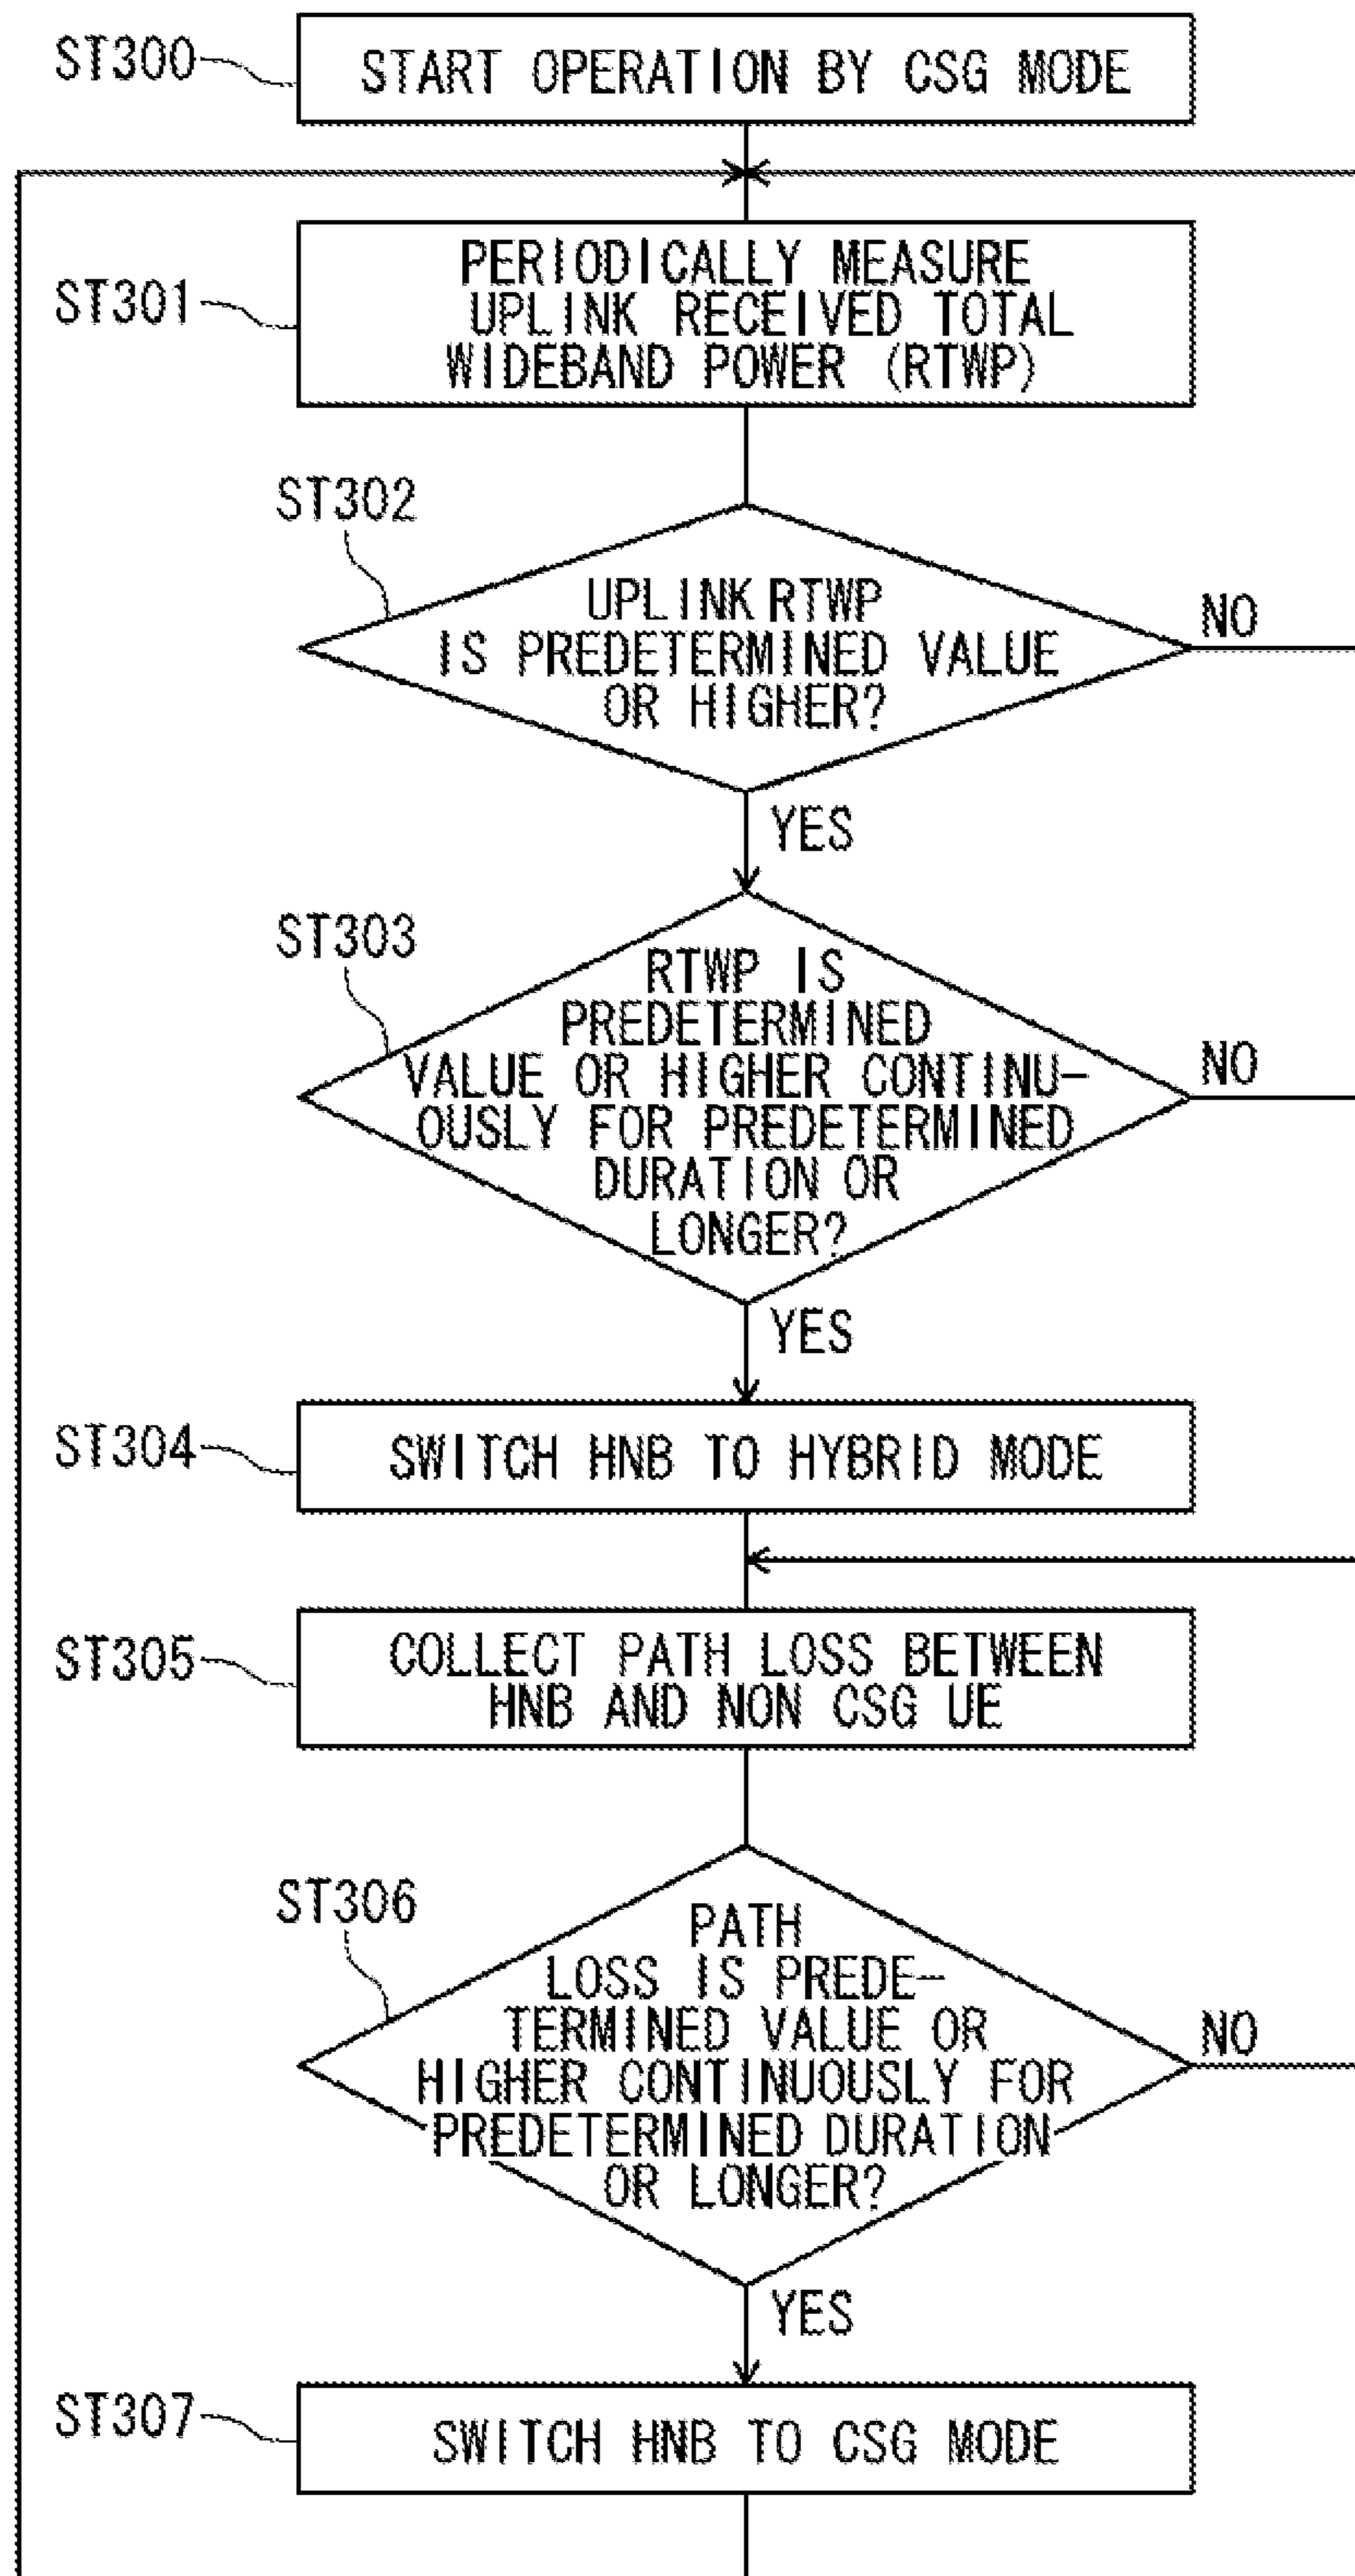 ST300
START OPERATION BY CSG MODE
ST301
PERIODICALLY MEASURE
UPLINK RECEIVED TOTAL
WIDEBAND POWER (RTWP)
ST302
UPLINK RTWP
IS PREDETERMINED VALUE
OR HIGHER?
NO
YES
ST303
RTWP IS
PREDETERMINED
VALUE OR HIGHER CONTINU-
OUSLY FOR PREDETERMINED
DURATION OR
LONGER?
NO
YES
ST304
SWITCH HNB TO HYBRID MODE
ST305
COLLECT PATH LOSS BETWEEN
HNB AND NON CSG UE
ST306
PATH
LOSS IS PREDE-
TERMINED VALUE OR
HIGHER CONTINUOUSLY FOR
PREDETERMINED DURATION
OR LONGER?
NO
YES
ST307
SWITCH HNB TO CSG MODE